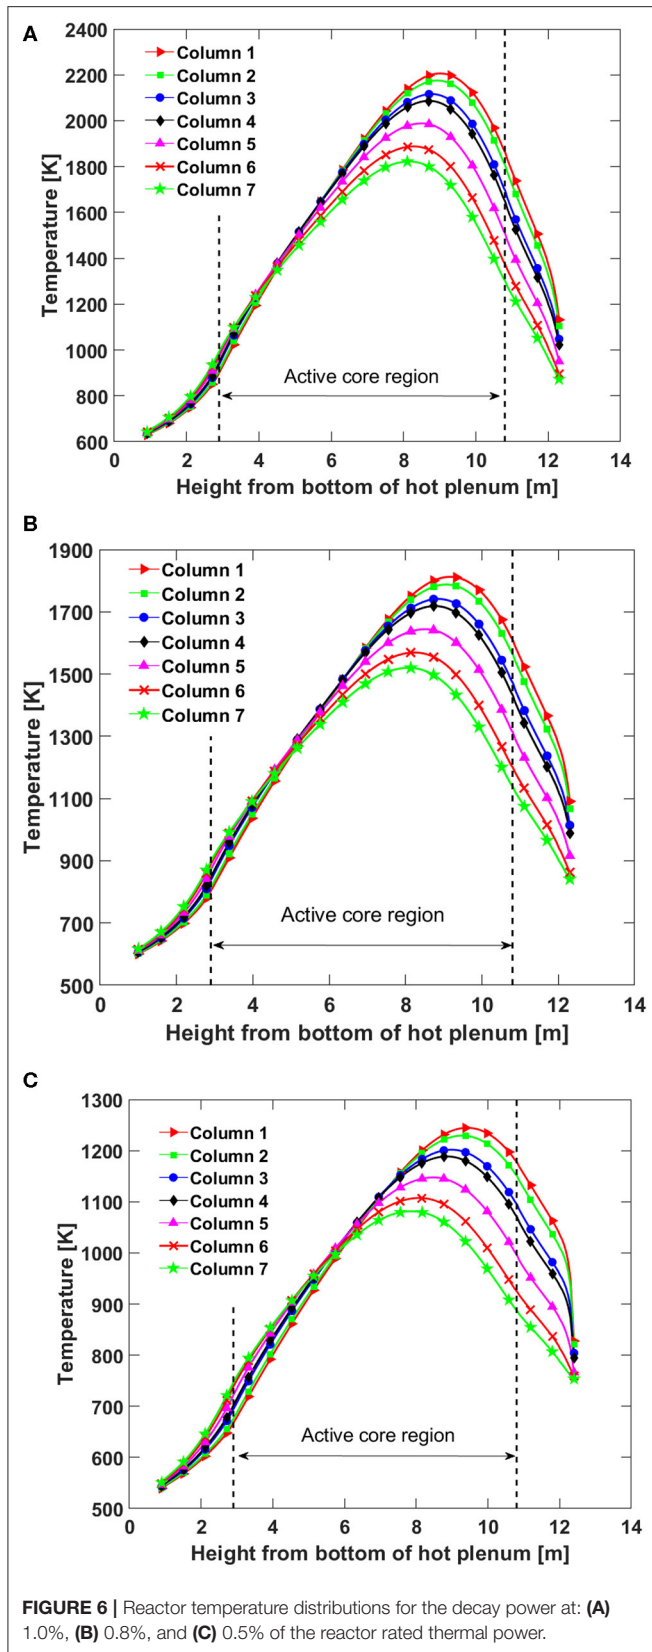 A
2400
2200
2000
1800
1600
1400
1200
1000
800
600
Temperature [K]
Column 1
Column 2
Column 3
Column 4
Column 5
Column 6
Column 7
Active core region
0 2 4 6 8 10 12 14
Height from bottom of hot plenum [m]
B
1900
1700
1500
1300
1100
900
700
500
Temperature [K]
Column 1
Column 2
Column 3
Column 4
Column 5
Column 6
Column 7
Active core region
0 2 4 6 8 10 12 14
Height from bottom of hot plenum [m]
C
1300
1200
1100
1000
900
800
700
600
500
Temperature [K]
Column 1
Column 2
Column 3
Column 4
Column 5
Column 6
Column 7
Active core region
0 2 4 6 8 10 12 14
Height from bottom of hot plenum [m]
FIGURE 6 | Reactor temperature distributions for the decay power at: (A)
1.0%, (B) 0.8%, and (C) 0.5% of the reactor rated thermal power.